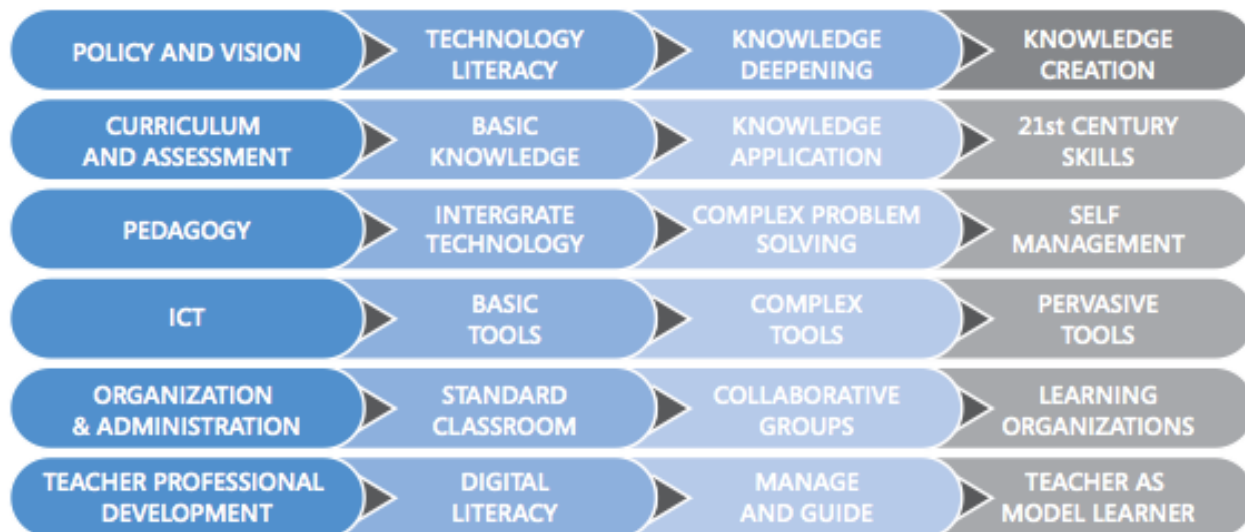 POLICY AND VISION
TECHNOLOGY
LITERACY
KNOWLEDGE
DEEPENING
KNOWLEDGE
CREATION
CURRICULUM
AND ASSESSMENT
BASIC
KNOWLEDGE
KNOWLEDGE
APPLICATION
21st CENTURY
SKILLS
PEDAGOGY
INTERGRATE
TECHNOLOGY
COMPLEX PROBLEM
SOLVING
SELF
MANAGEMENT
ICT
BASIC
TOOLS
COMPLEX
TOOLS
PERVASIVE
TOOLS
ORGANIZATION
& ADMINISTRATION
STANDARD
CLASSROOM
COLLABORATIVE
GROUPS
LEARNING
ORGANIZATIONS
TEACHER PROFESSIONAL
DEVELOPMENT
DIGITAL
LITERACY
MANAGE
AND GUIDE
TEACHER AS
MODEL LEARNER